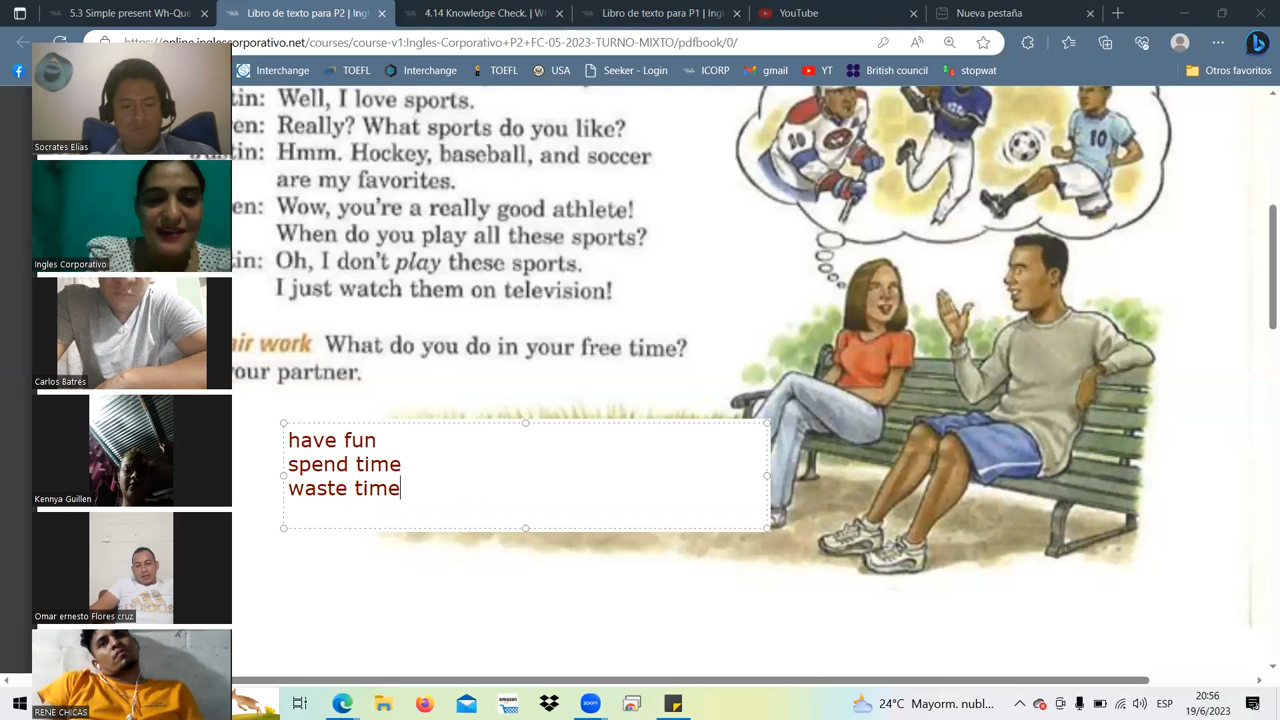 5.3 Simple present Wh-Que
Libro de texto para P2 | Ingl
4.14 Knowledge Check. | W
Libro de texto para P1 | Ingl
YouTube
Nueva pestaña
https://online.inglescorporativo.net/courses/course-v1:Ingles-Corporativo+P2+FC-05-2023-TURNO-MIXTO/pdfbook/0/
Interchange
TOEFL
Interchange
TOEFL
USA
Seeker - Login
ICORP
gmail
YT
British council
stopwat
Otros favoritos
tin: Well, I love sports.
en: Really? What sports do you like?
Justin: Hmm. Hockey, baseball, and soccer
are my favorites.
en: Wow, you're a really good athlete!
When do you play all these sports?
tin: Oh, I don't play these sports.
I just watch them on television!
air work What do you do in your free time?
your partner.
10
10
have fun
spend time
waste time
Socrates Elias
Ingles Corporativo
Carlos Batres
Kennya Guillen
Omar ernesto Flores cruz
RENE CHICAS
amazon
zoom
24°C Mayorm. nubl...
ESP
20:56
19/6/2023